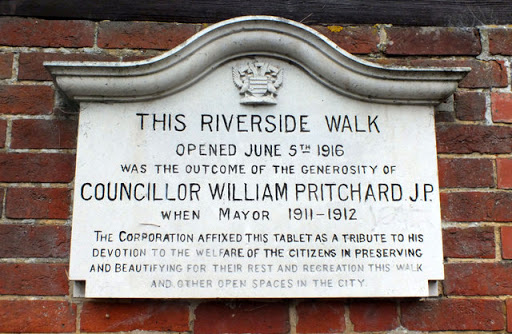 THIS RIVERSIDE WALK
OPENED JUNE 5TH 1916
WAS THE OUTCOME OF THE GENEROSITY OF
COUNCILLOR WILLIAM PRITCHARD J.P.
WHEN MAYOR 1911-1912
THE CORPORATION AFFIXED THIS TABLET AS A TRIBUTE TO HIS
DEVOTION TO THE WELFARE OF THE CITIZENS IN PRESERVING
AND BEAUTIFYING FOR THEIR REST AND RECREATION THIS WALK
AND OTHER OPEN SPACES IN THE CITY.